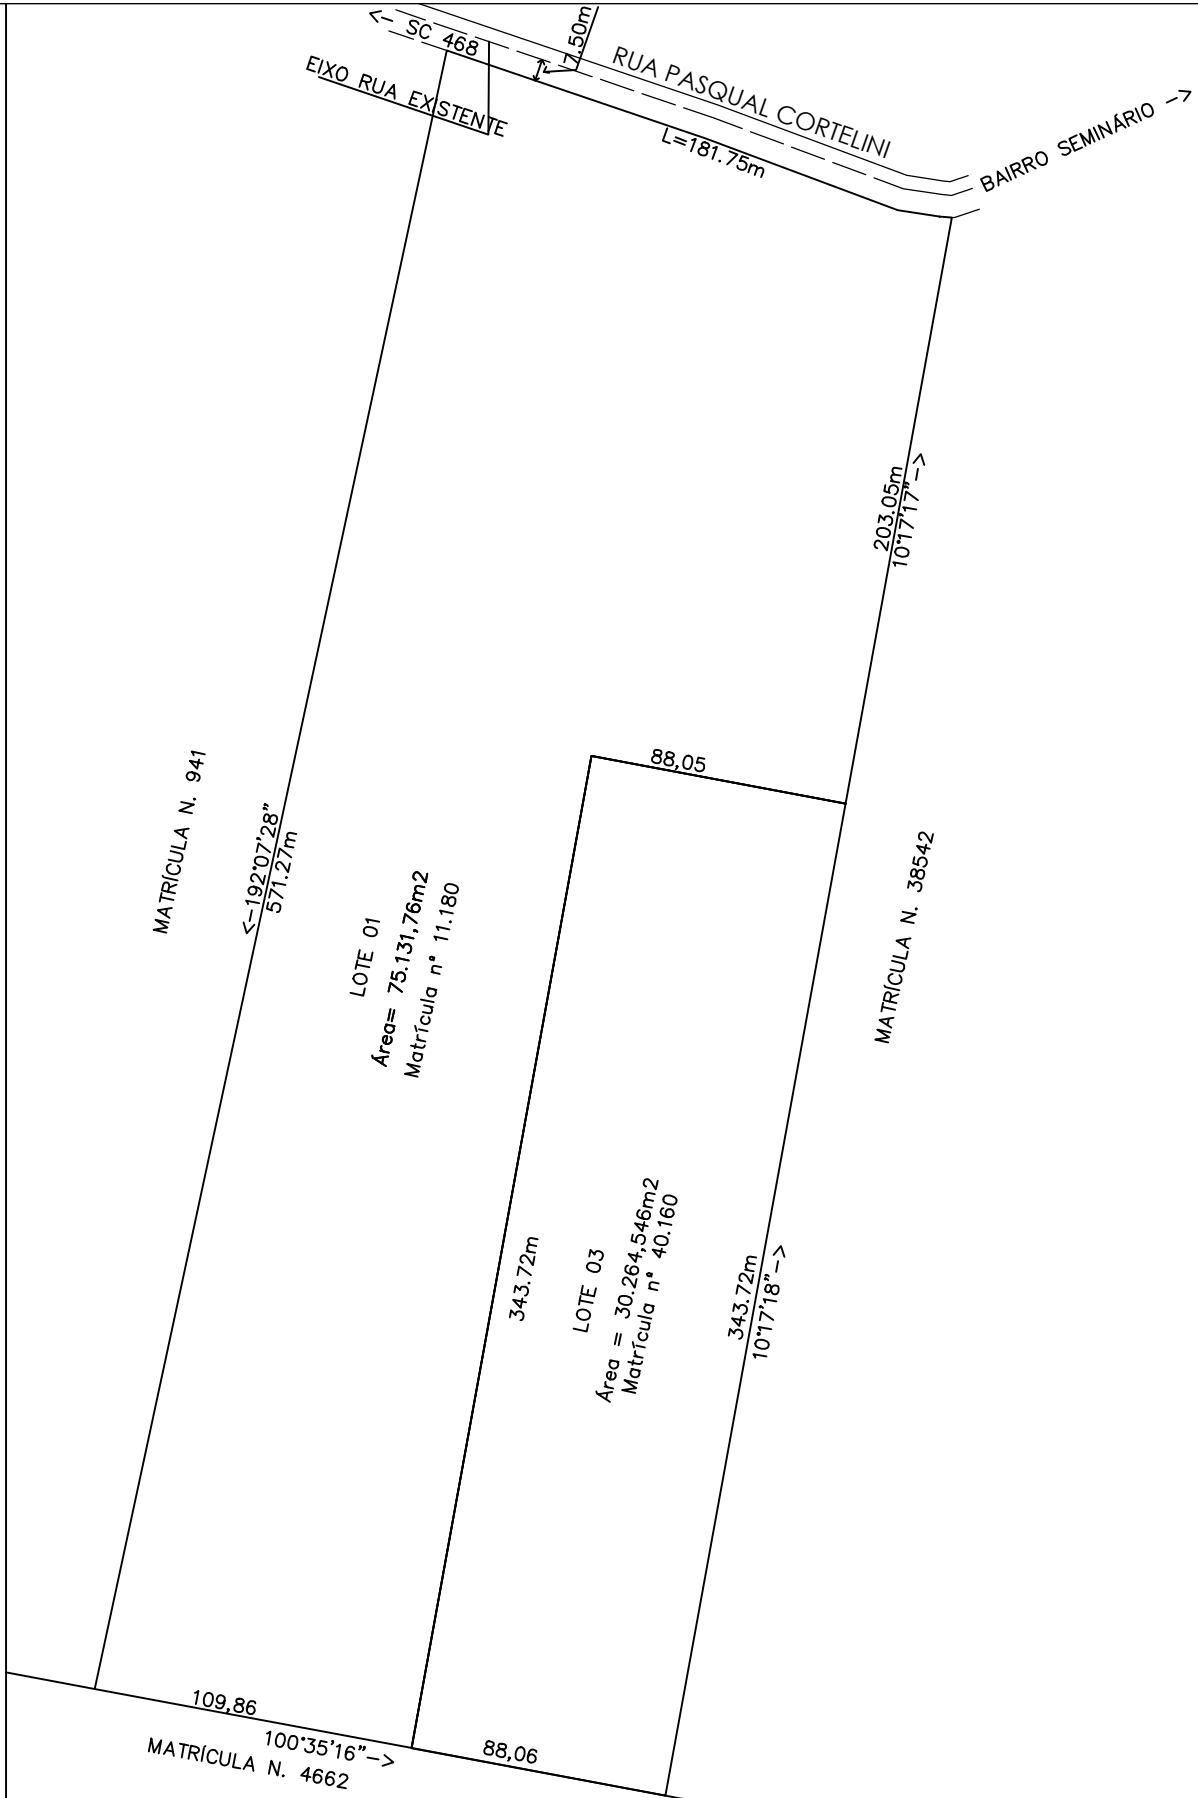 <- SC 468
7.50m
RUA PASQUAL CORTELINI
EIXO RUA EXISTENTE
L=181.75m
BAIRRO SEMINÁRIO ->
203.05m
10°17'17"->
88,05
MATRÍCULA N. 941
<-192°07'28"
571.27m
LOTE 01
Área= 75.131,76m2
Matrícula n° 11.180
MATRÍCULA N. 38542
343.72m
LOTE 03
Área = 30.264,546m2
Matrícula n° 40.160
343.72m
10°17'18"->
109,86
100°35'16"->
88,06
MATRÍCULA N. 4662